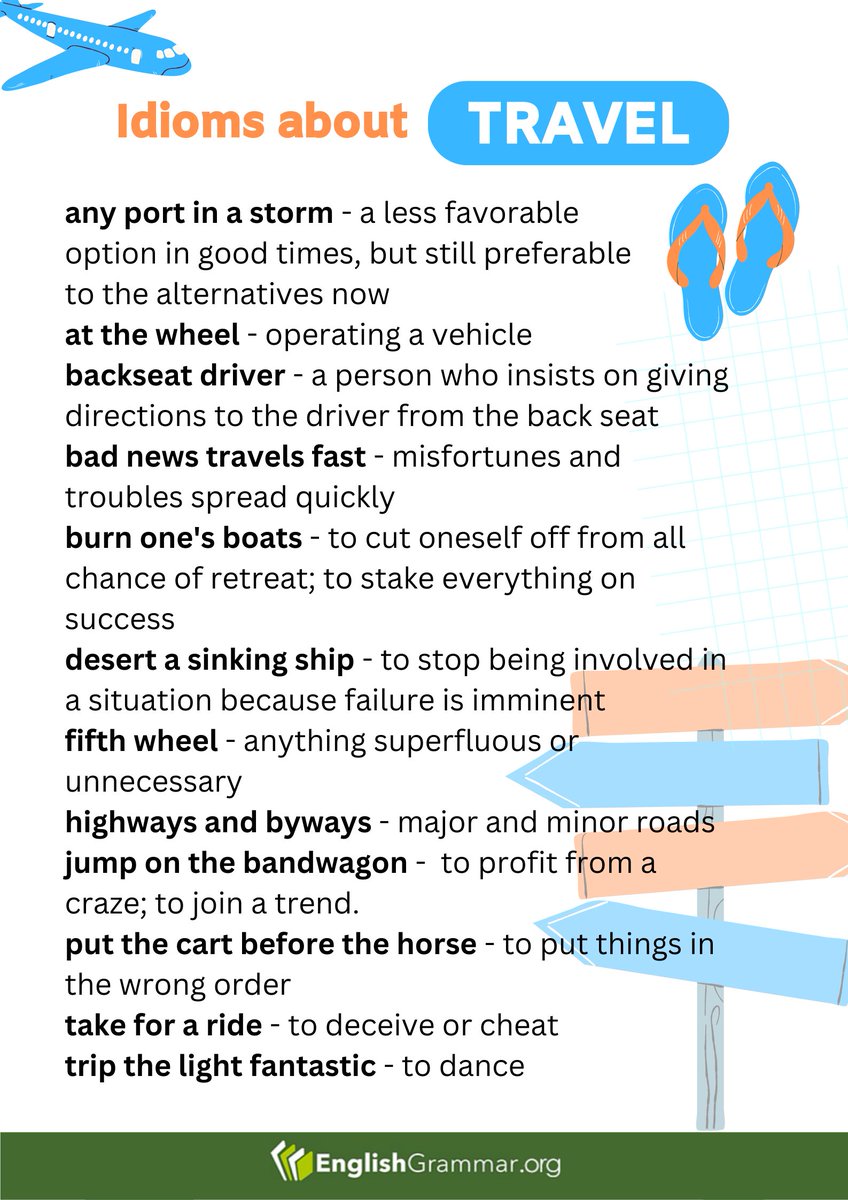 Idioms about TRAVEL
any port in a storm - a less favorable
option in good times, but still preferable
to the alternatives now
at the wheel - operating a vehicle
backseat driver - a person who insists on giving
directions to the driver from the back seat
bad news travels fast - misfortunes and
troubles spread quickly
burn one's boats - to cut oneself off from all
chance of retreat; to stake everything on
success
desert a sinking ship - to stop being involved in
a situation because failure is imminent
fifth wheel - anything superfluous or
unnecessary
highways and byways - major and minor roads
jump on the bandwagon -  to profit from a
craze; to join a trend.
put the cart before the horse - to put things in
the wrong order
take for a ride - to deceive or cheat
trip the light fantastic - to dance
EnglishGrammar.org